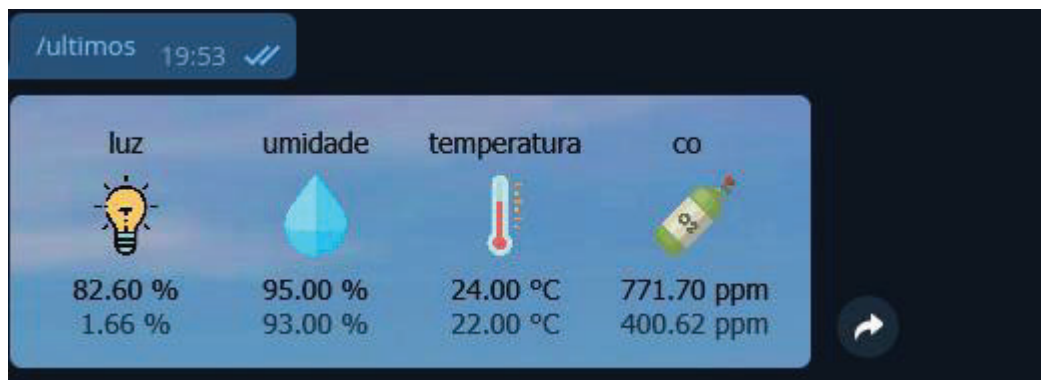 /ultimos 19:53
luz umidade temperatura co
O2
82.60 % 95.00 % 24.00 °C 771.70 ppm
1.66 % 93.00 % 22.00 °C 400.62 ppm